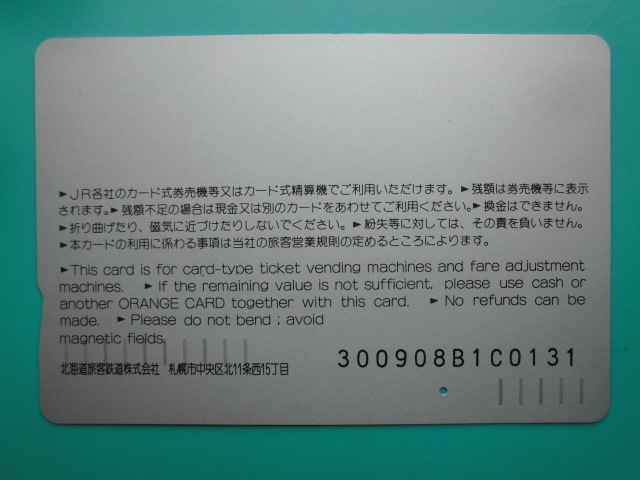 ►JR各社のカード式券売機等又はカード式精算機でご利用いただけます。►残額は券売機等に表示
されます。►残額不足の場合は現金又は別のカードをあわせてご利用ください。►換金はできません。
►折り曲げたり、磁気に近づけたりしないでください。►紛失等に対しては、その責を負いません。
►本カードの利用に係わる事項は当社の旅客営業規則の定めるところによります。
►This card is for card-type ticket vending machines and fare adjustment
machines. ►If the remaining value is not sufficient, please use cash or
another ORANGE CARD together with this card. ►No refunds can be
made. ►Please do not bend ; avoid
magnetic fields.
北海道旅客鉄道株式会社 札幌市中央区北11条西15丁目
300908B1C0131